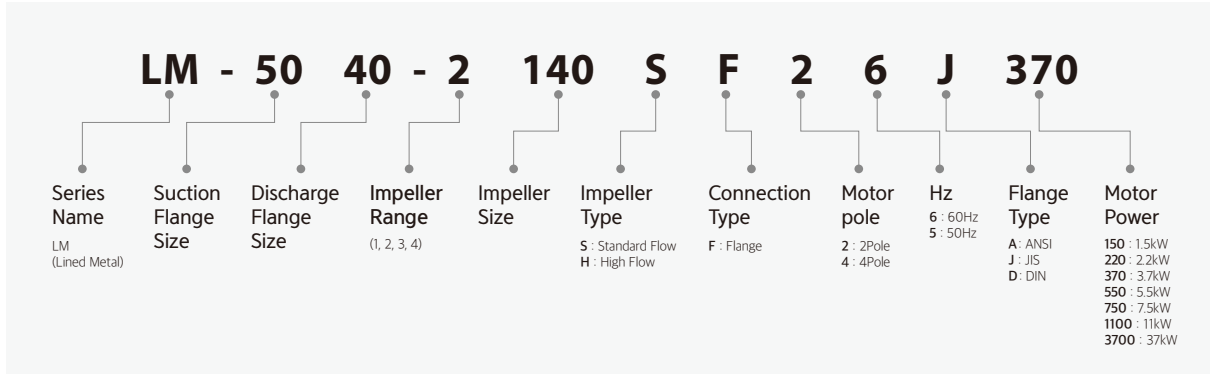 LM - 50 40 - 2 140 S F 2 6 J 370
Series
Name
LM
(Lined Metal)
Suction
Flange
Size
Discharge
Flange
Size
Impeller
Range
(1, 2, 3, 4)
Impeller
Size
Impeller
Type
S : Standard Flow
H : High Flow
Connection
Type
F : Flange
Motor
pole
2 : 2Pole
4 : 4Pole
Hz
6 : 60Hz
5 : 50Hz
Flange
Type
A : ANSI
J : JIS
D : DIN
Motor
Power
150 : 1.5kW
220 : 2.2kW
370 : 3.7kW
550 : 5.5kW
750 : 7.5kW
1100 : 11kW
3700 : 37kW